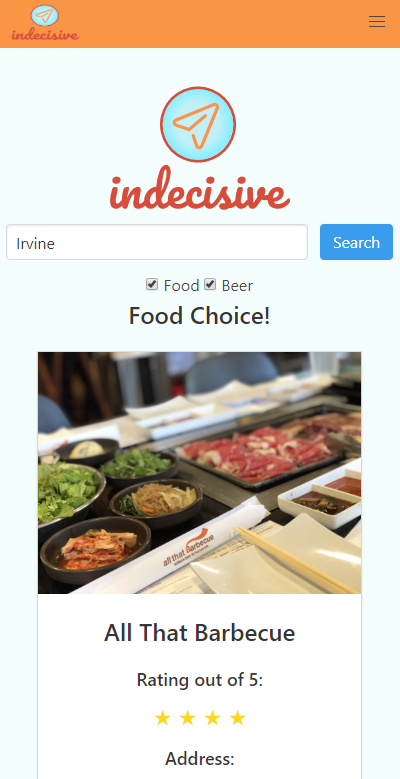 indecisive
indecisive
Irvine
Search
Food Beer
Food Choice!
all that Barbecue
All That Barbecue
Rating out of 5:
★ ★ ★ ★
Address: